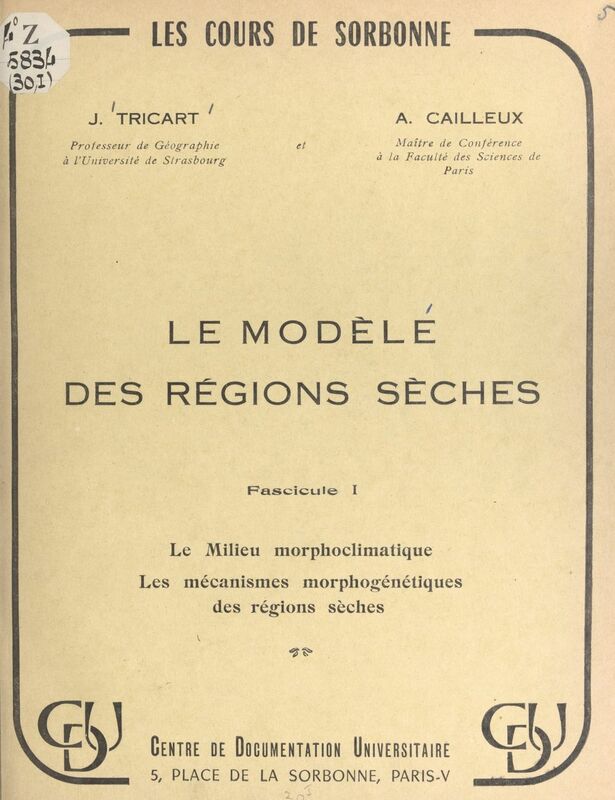 4° Z
5834
(30,I)
5
LES COURS DE SORBONNE
J. TRICART
Professeur de Géographie
à l'Université de Strasbourg
et
A. CAILLEUX
Maître de Conférence
à la Faculté des Sciences de
Paris
LE MODÈLÉ
DES RÉGIONS SÈCHES
Fascicule I
Le Milieu morphoclimatique
Les mécanismes morphogénétiques
des régions sèches
CDU
CENTRE DE DOCUMENTATION UNIVERSITAIRE
5, PLACE DE LA SORBONNE, PARIS-V
CDU